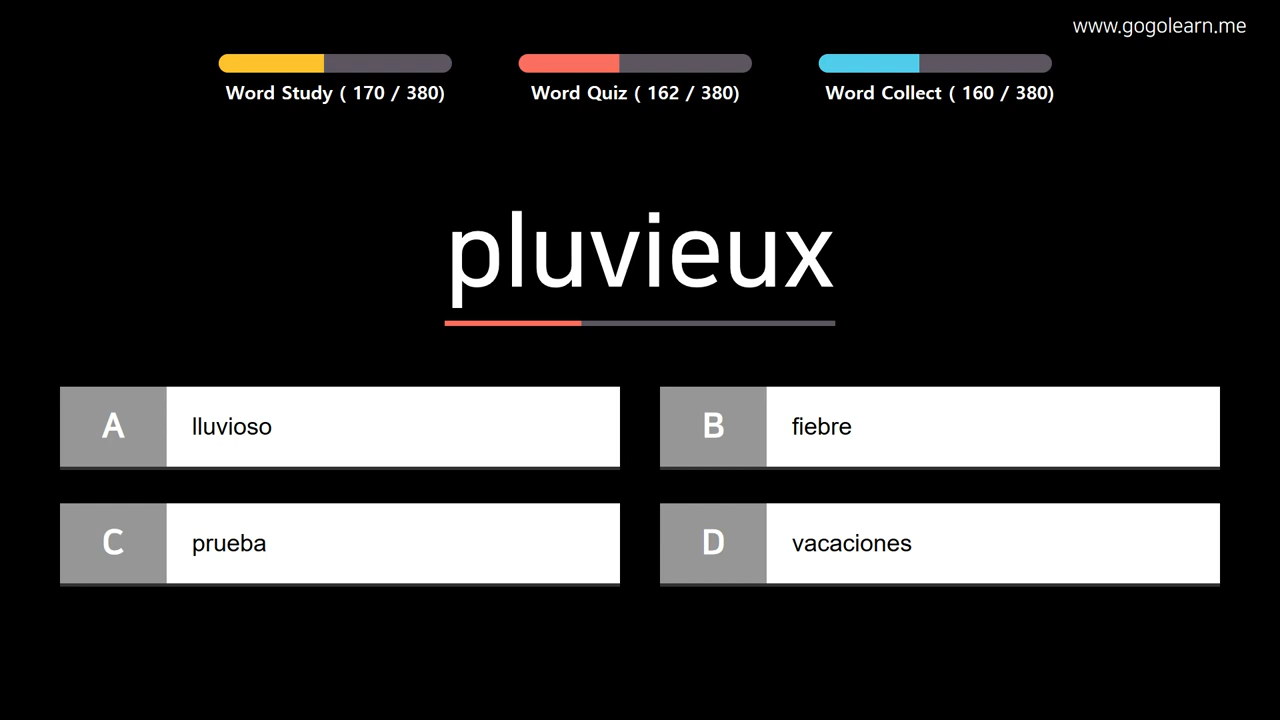 www.gogolearn.me
Word Study ( 170 / 380)
Word Quiz ( 162 / 380)
Word Collect ( 160 / 380)
pluvieux
A lluvioso
B fiebre
C prueba
D vacaciones